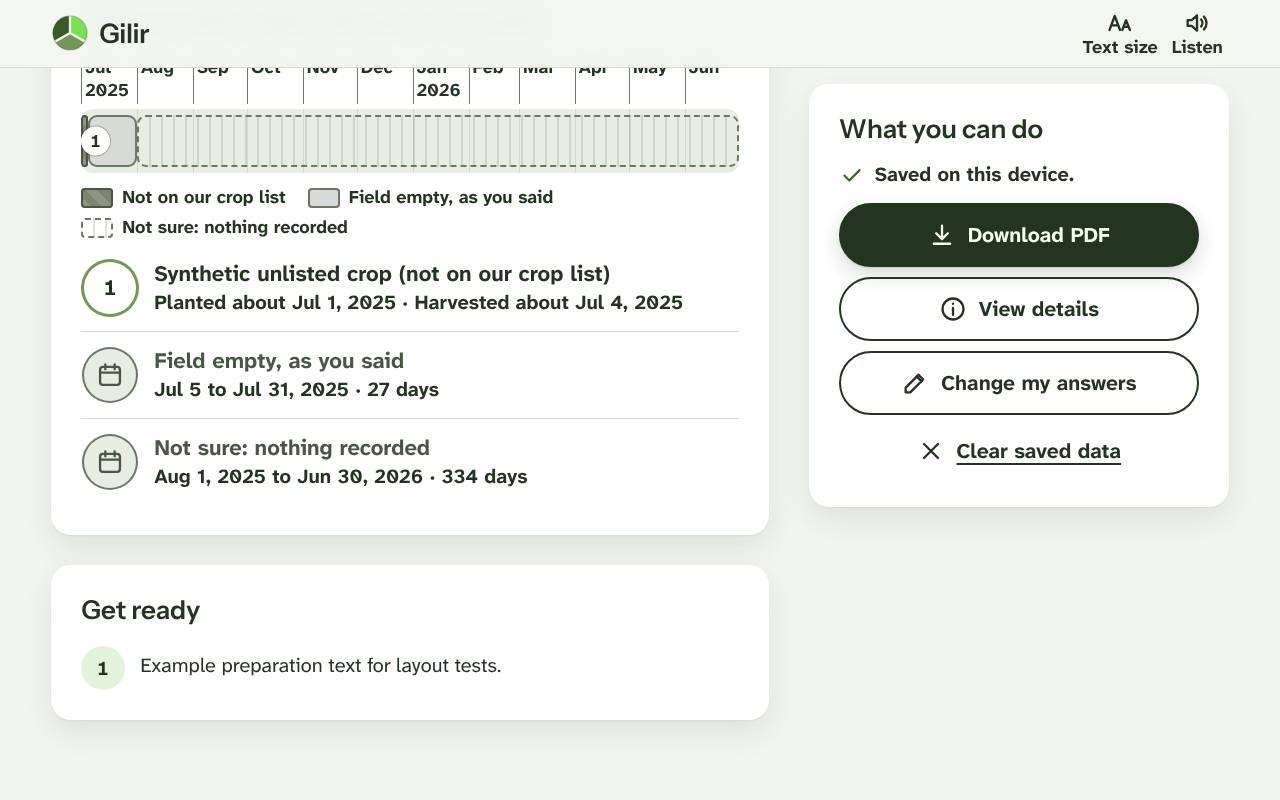 Gilir
Text size
Listen
Jul Aug Sep Oct Nov Dec Jan Feb Mar Apr May Jun
2025 2026
1
Not on our crop list
Field empty, as you said
Not sure: nothing recorded
1
Synthetic unlisted crop (not on our crop list)
Planted about Jul 1, 2025 · Harvested about Jul 4, 2025
Field empty, as you said
Jul 5 to Jul 31, 2025 · 27 days
Not sure: nothing recorded
Aug 1, 2025 to Jun 30, 2026 · 334 days
Get ready
1
Example preparation text for layout tests.
What you can do
Saved on this device.
Download PDF
View details
Change my answers
Clear saved data